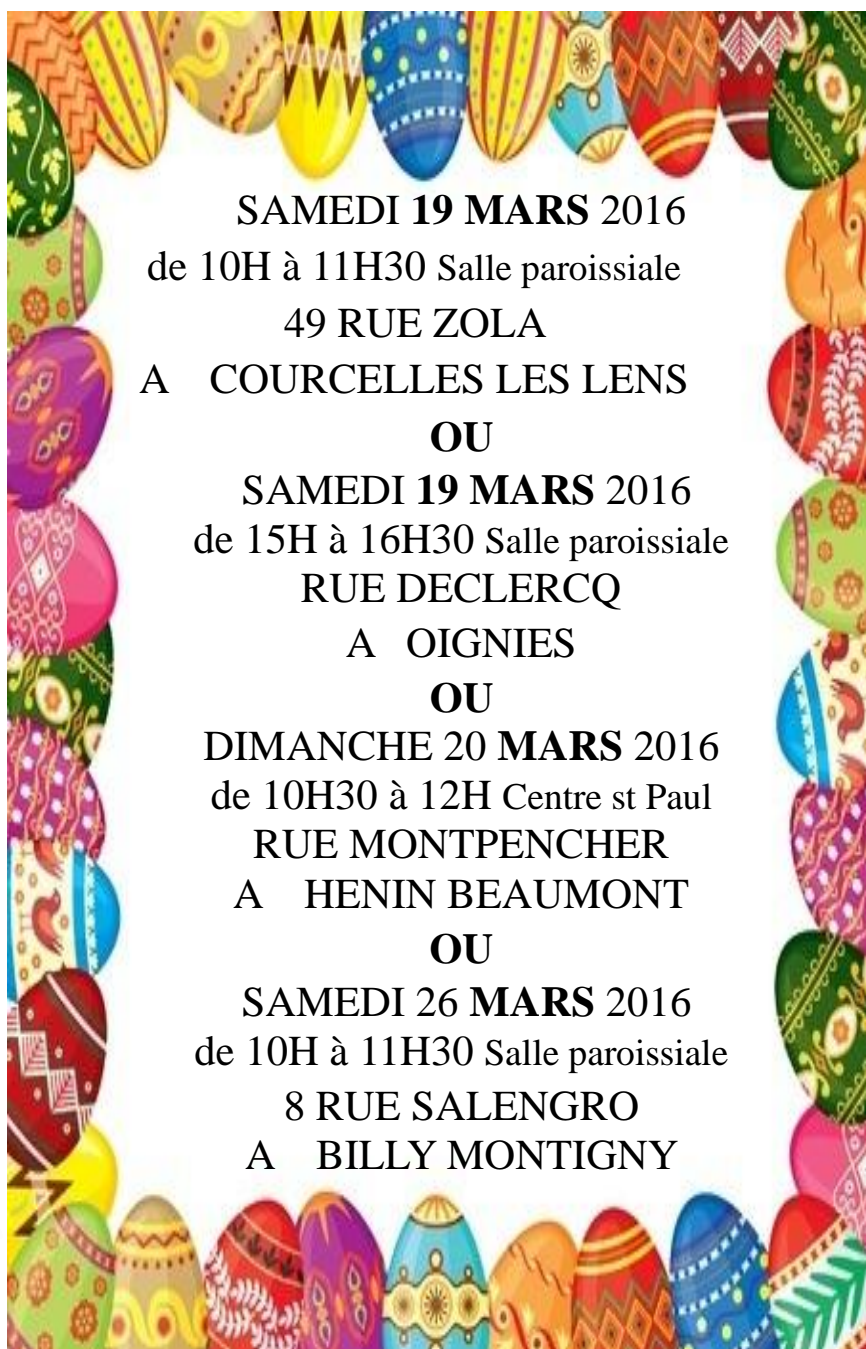 SAMEDI 19 MARS 2016
de 10H à 11H30 Salle paroissiale
49 RUE ZOLA
A COURCELLES LES LENS
OU
SAMEDI 19 MARS 2016
de 15H à 16H30 Salle paroissiale
RUE DECLERCQ
A OIGNIES
OU
DIMANCHE 20 MARS 2016
de 10H30 à 12H Centre st Paul
RUE MONTPENCHER
A HENIN BEAUMONT
OU
SAMEDI 26 MARS 2016
de 10H à 11H30 Salle paroissiale
8 RUE SALENGRO
A BILLY MONTIGNY